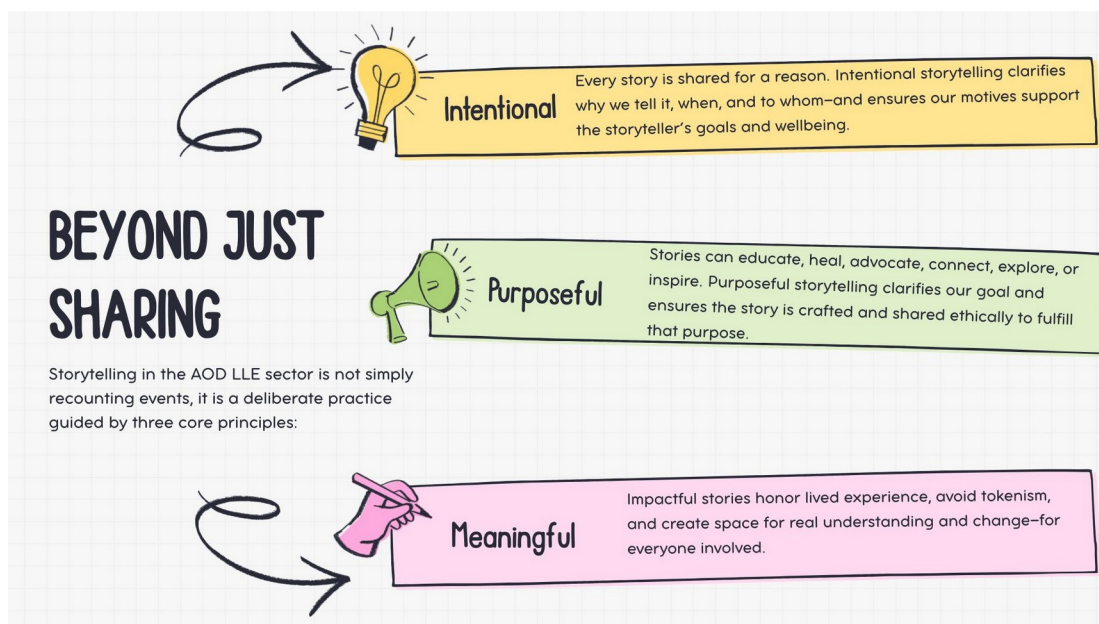 BEYOND JUST
SHARING
Storytelling in the AOD LLE sector is not simply
recounting events, it is a deliberate practice
guided by three core principles:
Intentional
Every story is shared for a reason. Intentional storytelling clarifies
why we tell it, when, and to whom–and ensures our motives support
the storyteller's goals and wellbeing.
Purposeful
Stories can educate, heal, advocate, connect, explore, or
inspire. Purposeful storytelling clarifies our goal and
ensures the story is crafted and shared ethically to fulfill
that purpose.
Meaningful
Impactful stories honor lived experience, avoid tokenism,
and create space for real understanding and change–for
everyone involved.